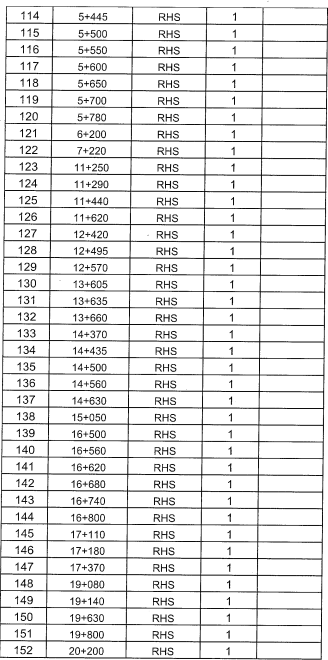 114 5+445 RHS 1
115 5+500 RHS 1
116 5+550 RHS 1
117 5+600 RHS 1
118 5+650 RHS 1
119 5+700 RHS 1
120 5+780 RHS 1
121 6+200 RHS 1
122 7+220 RHS 1
123 11+250 RHS 1
124 11+290 RHS 1
125 11+440 RHS 1
126 11+620 RHS 1
127 12+420 RHS 1
128 12+495 RHS 1
129 12+570 RHS 1
130 13+605 RHS 1
131 13+635 RHS 1
132 13+660 RHS 1
133 14+370 RHS 1
134 14+435 RHS 1
135 14+500 RHS 1
136 14+560 RHS 1
137 14+630 RHS 1
138 15+050 RHS 1
139 16+500 RHS 1
140 16+560 RHS 1
141 16+620 RHS 1
142 16+680 RHS 1
143 16+740 RHS 1
144 16+800 RHS 1
145 17+110 RHS 1
146 17+180 RHS 1
147 17+370 RHS 1
148 19+080 RHS 1
149 19+140 RHS 1
150 19+630 RHS 1
151 19+800 RHS 1
152 20+200 RHS 1